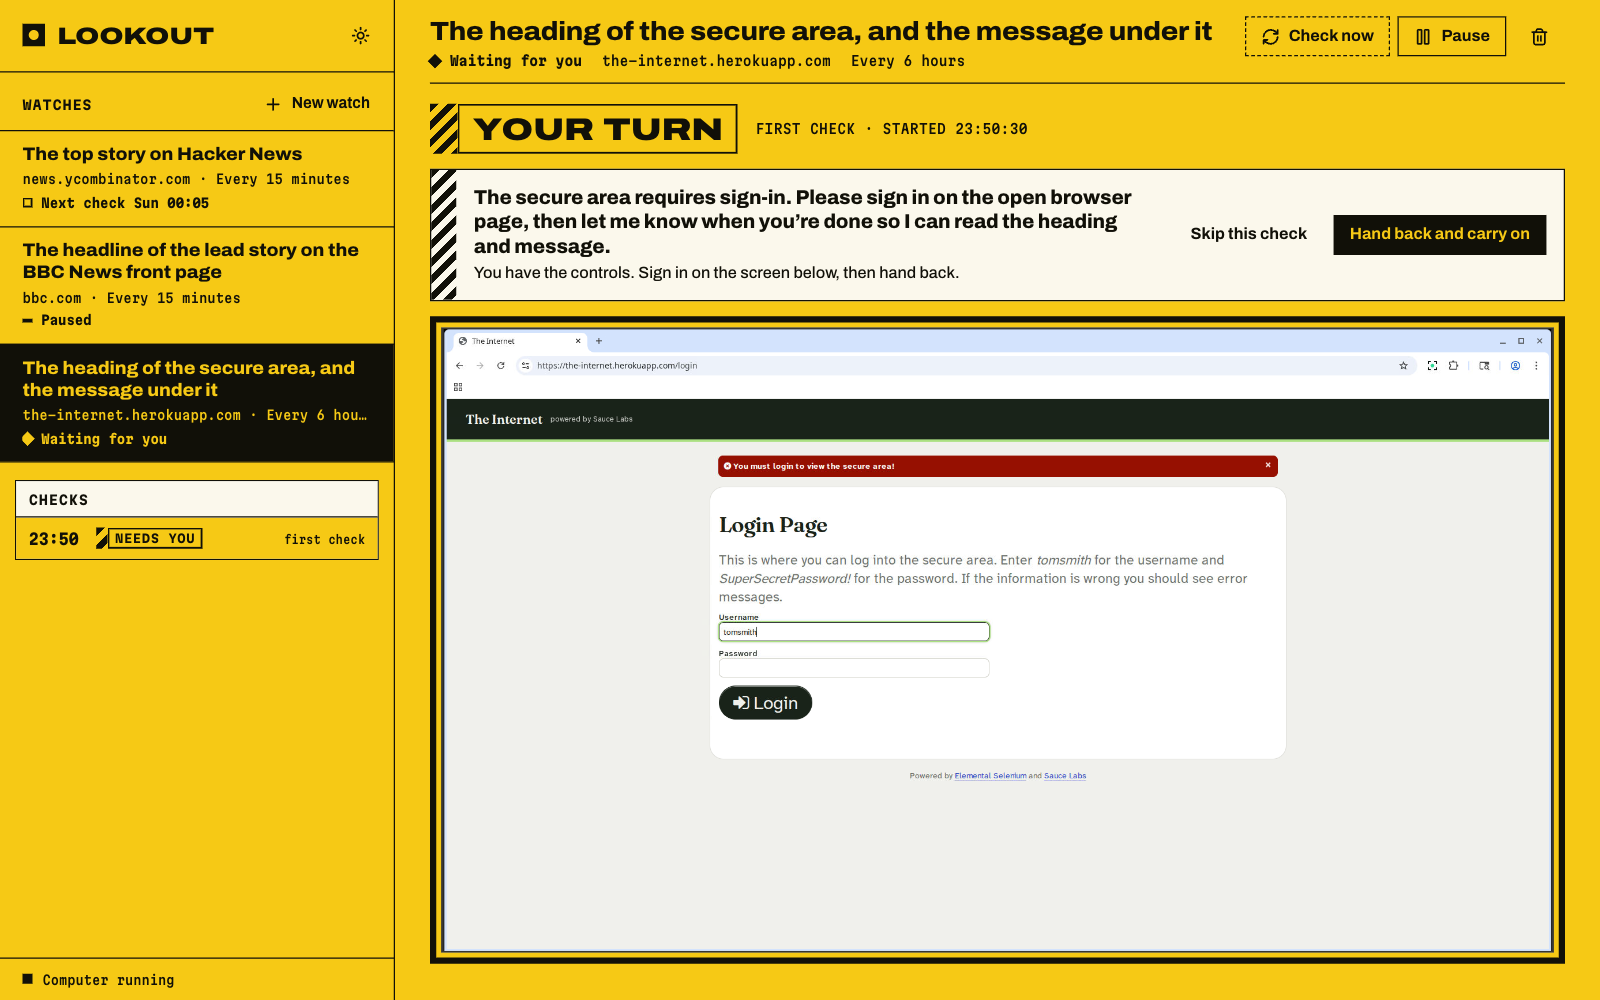 LOOKOUT
WATCHES
New watch
The top story on Hacker News
news.ycombinator.com · Every 15 minutes
Next check Sun 00:05
The headline of the lead story on the
BBC News front page
bbc.com · Every 15 minutes
Paused
The heading of the secure area, and
the message under it
the-internet.herokuapp.com · Every 6 hou…
Waiting for you
CHECKS
23:50 NEEDS YOU first check
Computer running
The heading of the secure area, and the message under it
Waiting for you the-internet.herokuapp.com Every 6 hours
Check now
Pause
YOUR TURN
FIRST CHECK · STARTED 23:50:30
The secure area requires sign-in. Please sign in on the open browser
page, then let me know when you’re done so I can read the heading
and message.
You have the controls. Sign in on the screen below, then hand back.
Skip this check
Hand back and carry on
The Internet
https://the-internet.herokuapp.com/login
The Internet powered by Sauce Labs
You must login to view the secure area!
Login Page
This is where you can log into the secure area. Enter tomsmith for the username and
SuperSecretPassword! for the password. If the information is wrong you should see error
messages.
Username
tomsmith
Password
Login
Powered by Elemental Selenium and Sauce Labs